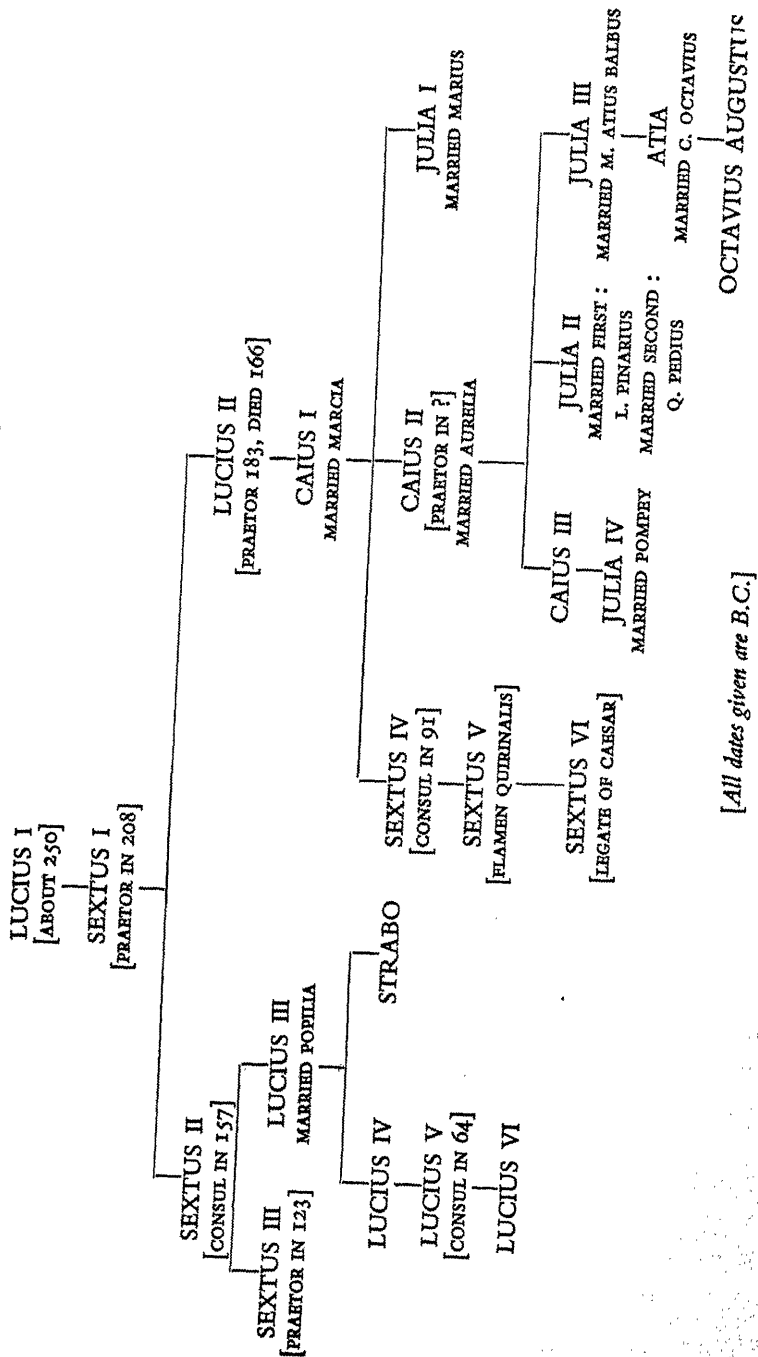 LUCIUS I
[ABOUT 250]
SEXTUS I
[PRAETOR IN 208]
SEXTUS II
[CONSUL IN 157]
LUCIUS II
[PRAETOR 183, DIED 166]
SEXTUS III
[PRAETOR IN 123]
LUCIUS III
MARRIED POPILIA
CAIUS I
MARRIED MARCIA
LUCIUS IV
STRABO
SEXTUS IV
[CONSUL IN 91]
CAIUS II
[PRAETOR IN ?]
MARRIED AURELIA
JULIA I
MARRIED MARIUS
LUCIUS V
[CONSUL IN 64]
SEXTUS V
[FLAMEN QUIRINALIS]
LUCIUS VI
SEXTUS VI
[LEGATE OF CAESAR]
CAIUS III
JULIA II
MARRIED FIRST :
L. PINARIUS
MARRIED SECOND :
Q. PEDIUS
JULIA III
MARRIED M. ATIUS BALBUS
JULIA IV
MARRIED POMPEY
ATIA
MARRIED C. OCTAVIUS
OCTAVIUS AUGUSTUS
[All dates given are B.C.]